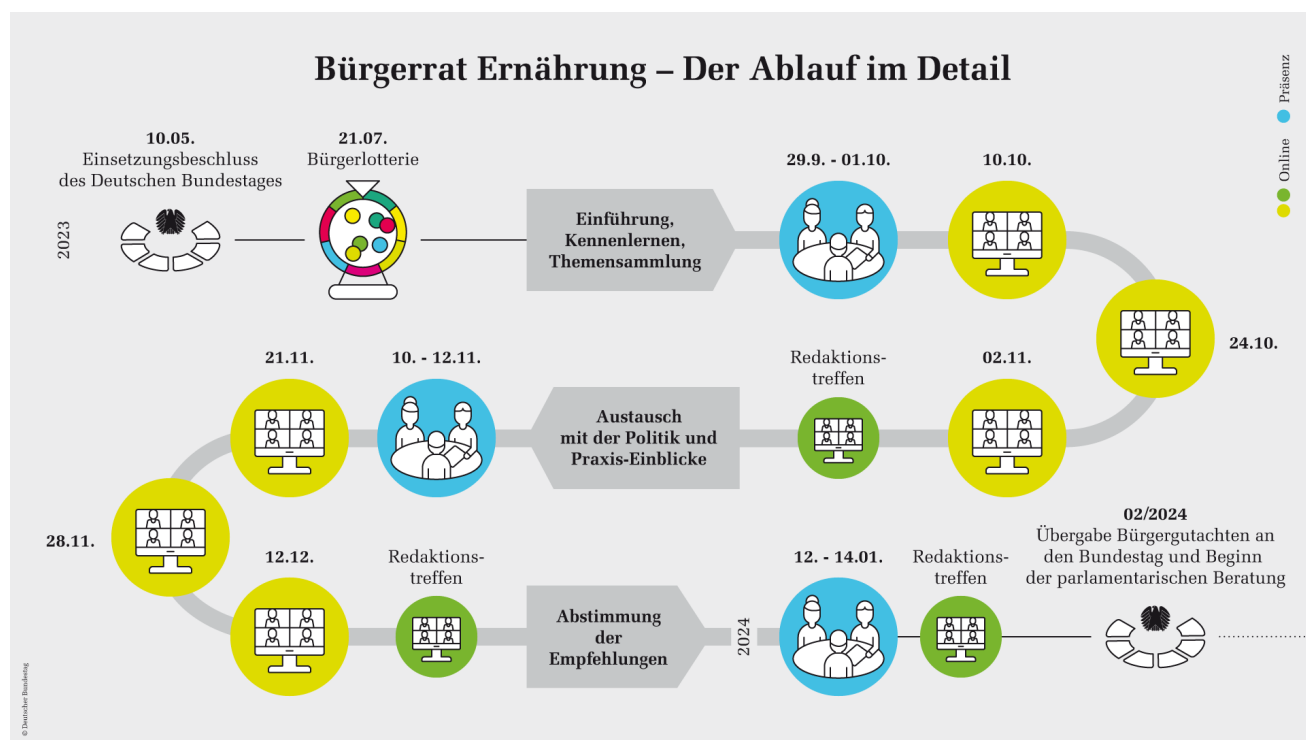 Bürgerrat Ernährung – Der Ablauf im Detail
Präsenz
Online
2023
10.05.
Einsetzungsbeschluss
des Deutschen Bundestages
21.07.
Bürgerlotterie
Einführung,
Kennenlernen,
Themensammlung
29.9. - 01.10.
10.10.
24.10.
02.11.
Redaktions-
treffen
Austausch
mit der Politik und
Praxis-Einblicke
10. - 12.11.
21.11.
28.11.
12.12.
Redaktions-
treffen
Abstimmung
der
Empfehlungen
2024
12. - 14.01.
Redaktions-
treffen
02/2024
Übergabe Bürgergutachten an
den Bundestag und Beginn
der parlamentarischen Beratung
© Deutscher Bundestag